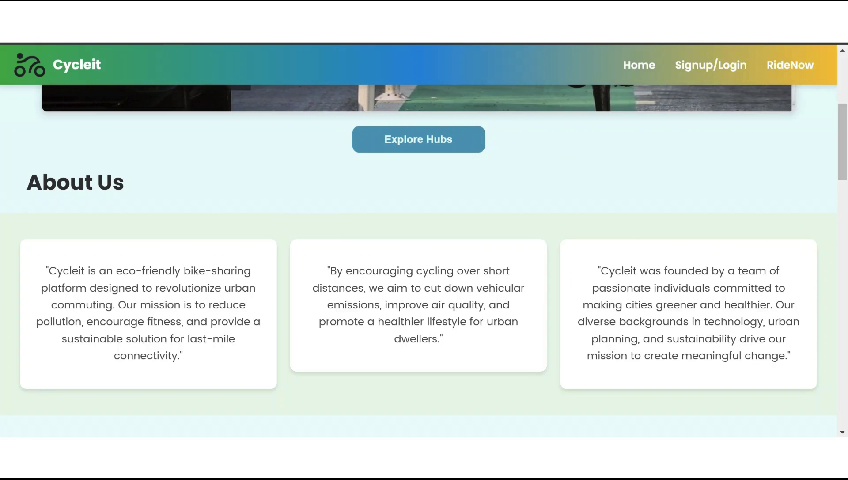 Cycleit
Home Signup/Login RideNow
Explore Hubs
About Us
"Cycleit is an eco-friendly bike-sharing
platform designed to revolutionize urban
commuting. Our mission is to reduce
pollution, encourage fitness, and provide a
sustainable solution for last-mile
connectivity."
"By encouraging cycling over short
distances, we aim to cut down vehicular
emissions, improve air quality, and
promote a healthier lifestyle for urban
dwellers."
"Cycleit was founded by a team of
passionate individuals committed to
making cities greener and healthier. Our
diverse backgrounds in technology, urban
planning, and sustainability drive our
mission to create meaningful change."